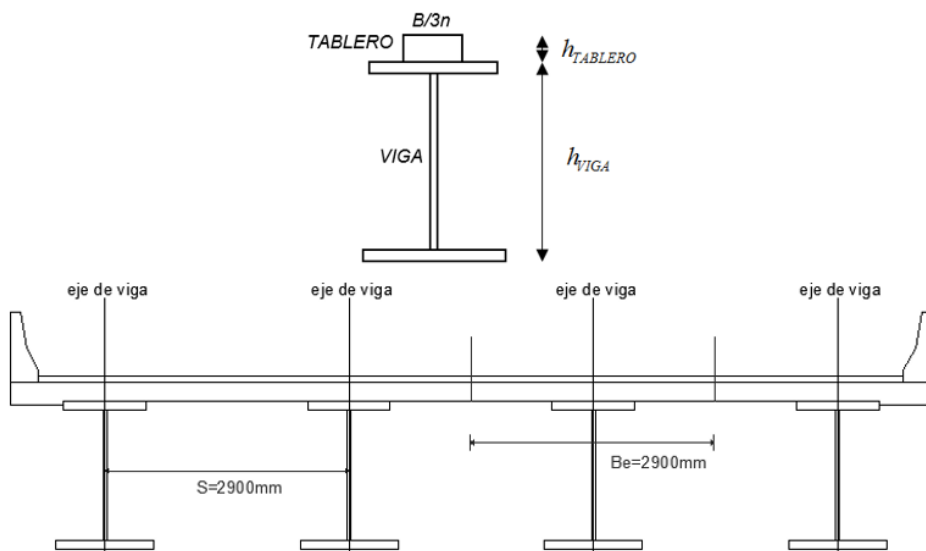 B/3n
TABLERO
h_TABLERO
VIGA
h_VIGA
eje de viga eje de viga eje de viga eje de viga
Be=2900mm
S=2900mm